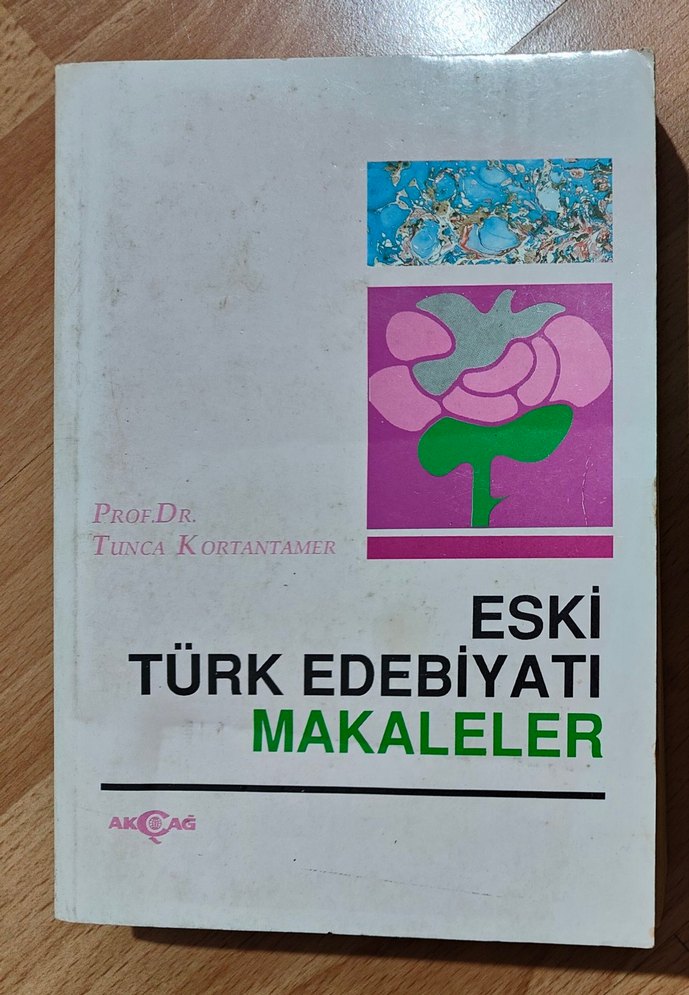 PROF.DR.
TUNCA KORTANTAMER
ESKİ
TÜRK EDEBİYATI
MAKALELER
AKÇAĞ